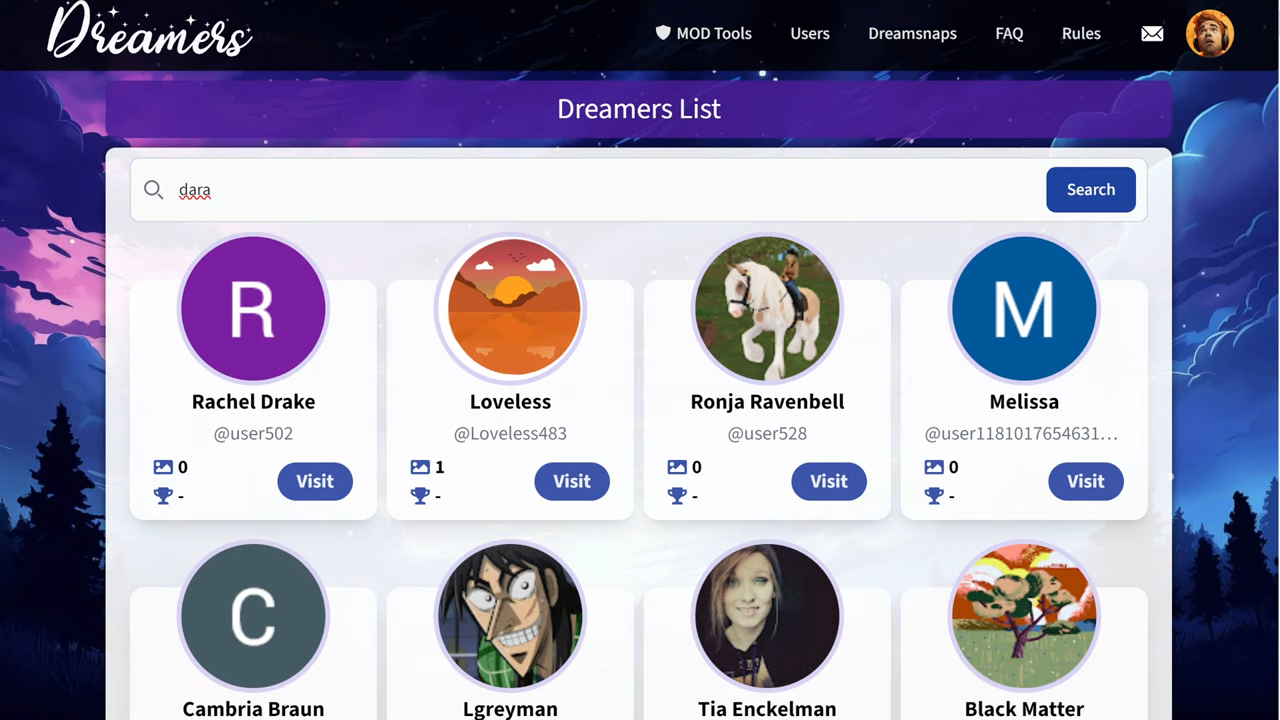 Dreamers
MOD Tools Users Dreamsnaps FAQ Rules
Dreamers List
dara Search
R M
Rachel Drake Loveless Ronja Ravenbell Melissa
@user502 @Loveless483 @user528 @user1181017654631...
0 1 0 0
- Visit - Visit - Visit - Visit
C
Cambria Braun Lgreyman Tia Enckelman Black Matter